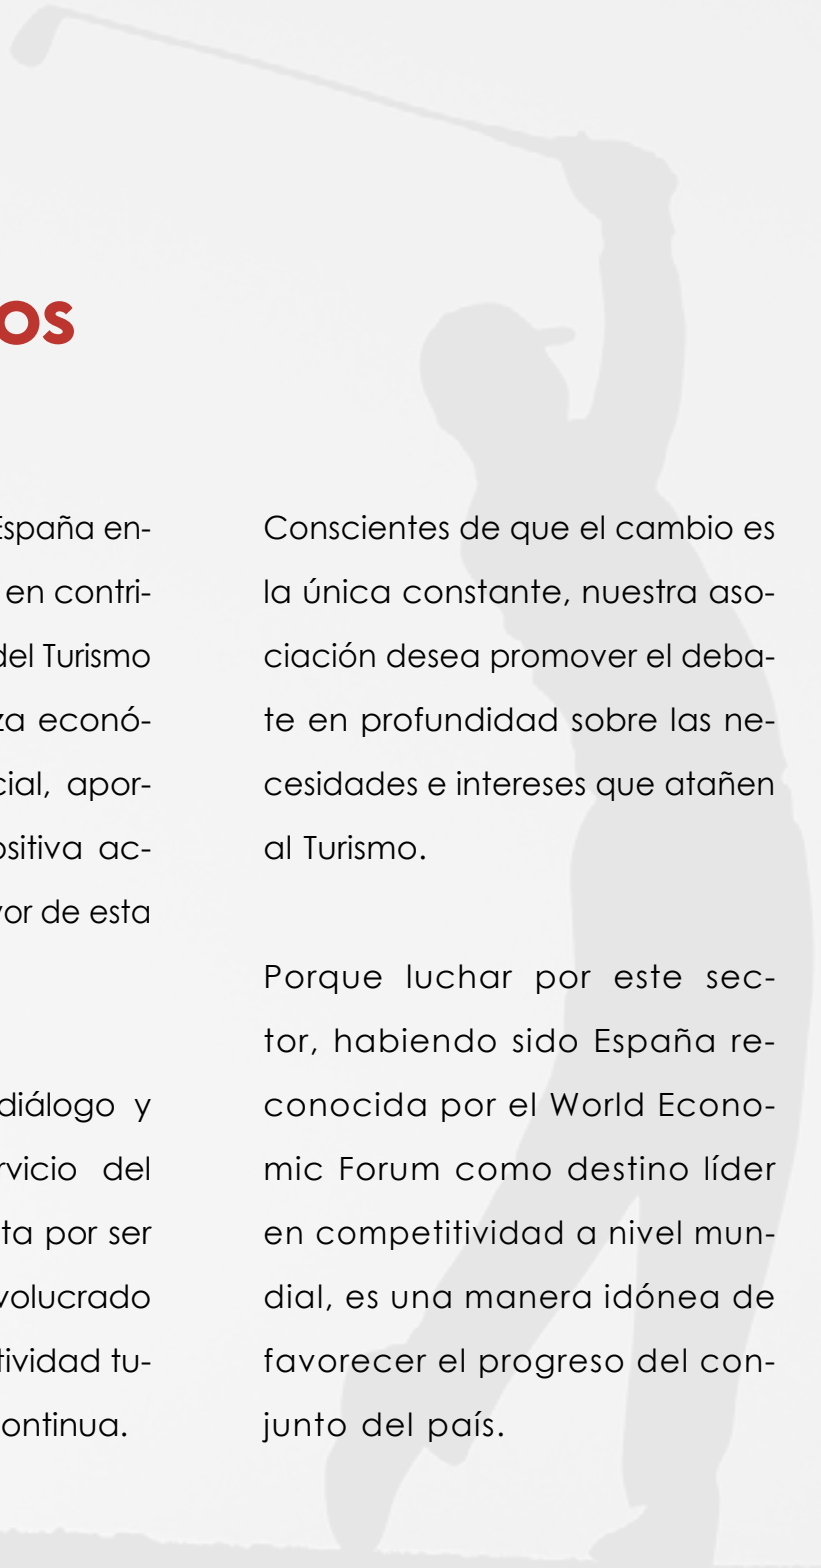 os
España en-
en contri-
del Turismo
za econó-
cial, apor-
ositiva ac-
vor de esta
diálogo y
rvicio del
ta por ser
volucrado
tividad tu-
ontinua.
Conscientes de que el cambio es
la única constante, nuestra aso-
ciación desea promover el deba-
te en profundidad sobre las ne-
cesidades e intereses que atañen
al Turismo.
Porque luchar por este sec-
tor, habiendo sido España re-
conocida por el World Econo-
mic Forum como destino líder
en competitividad a nivel mun-
dial, es una manera idónea de
favorecer el progreso del con-
junto del país.